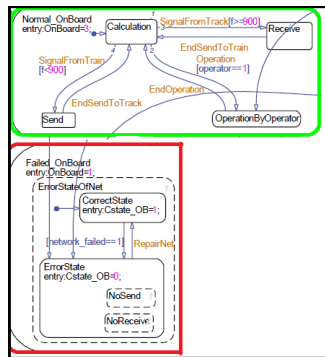 Normal_OnBoard
entry:OnBoard=3;
Calculation
SignalFromTrack[f>=900]
Receive
SignalFromTrain
[f<900]
EndSendToTrain
Operation
[operator==1]
EndOperation
EndSendToTrack
Send
OperationByOperator
Failed_OnBoard
entry:OnBoard=1;
ErrorStateOfNet
CorrectState
entry:Cstate_OB=1;
[network_failed==1]
RepairNet
ErrorState
entry:Cstate_OB=0;
NoSend
NoReceive